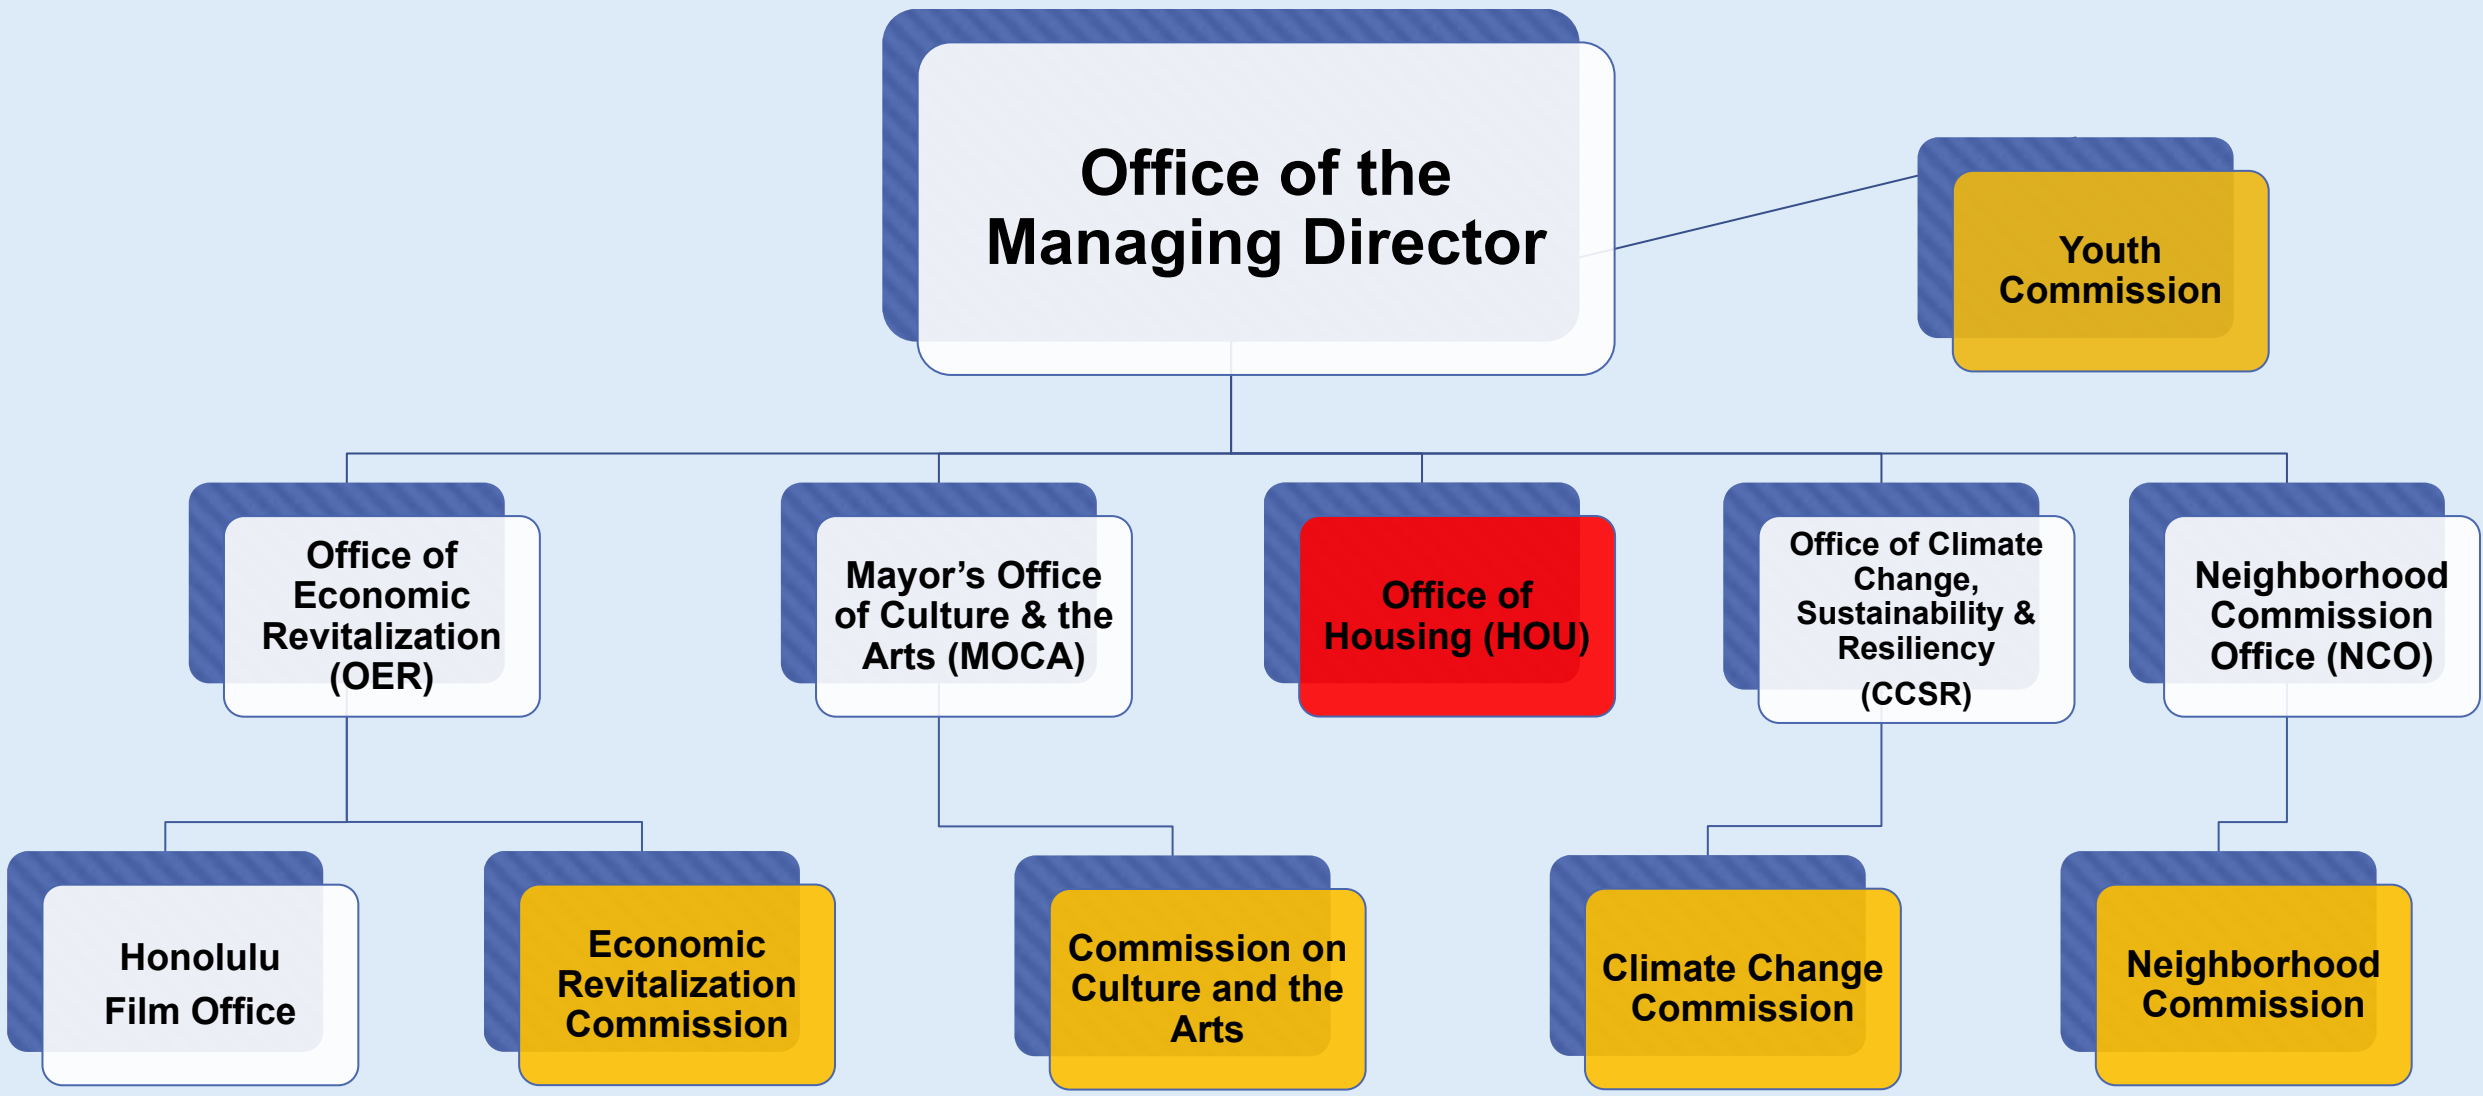 Office of the
Managing Director
Youth
Commission
Office of
Economic
Revitalization
(OER)
Mayor’s Office
of Culture & the
Arts (MOCA)
Office of
Housing (HOU)
Office of Climate
Change,
Sustainability &
Resiliency
(CCSR)
Neighborhood
Commission
Office (NCO)
Honolulu
Film Office
Economic
Revitalization
Commission
Commission on
Culture and the
Arts
Climate Change
Commission
Neighborhood
Commission